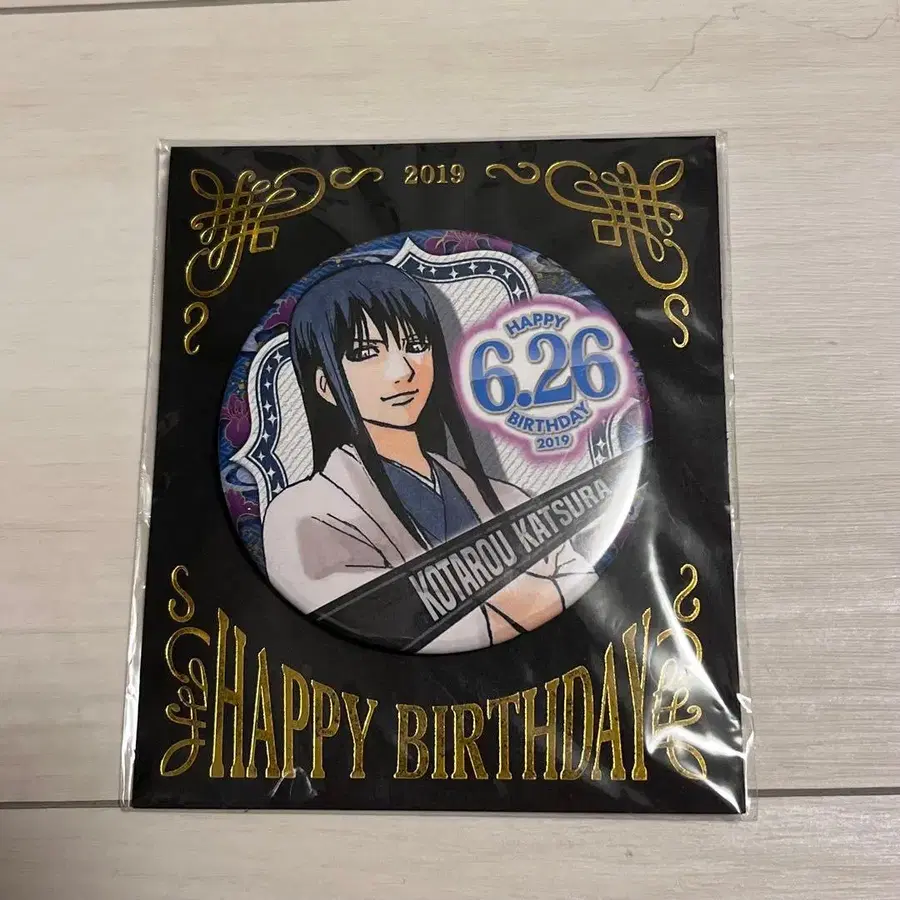 2019
HAPPY
6.26
BIRTHDAY
2019
KOTAROU KATSURA
HAPPY BIRTHDAY